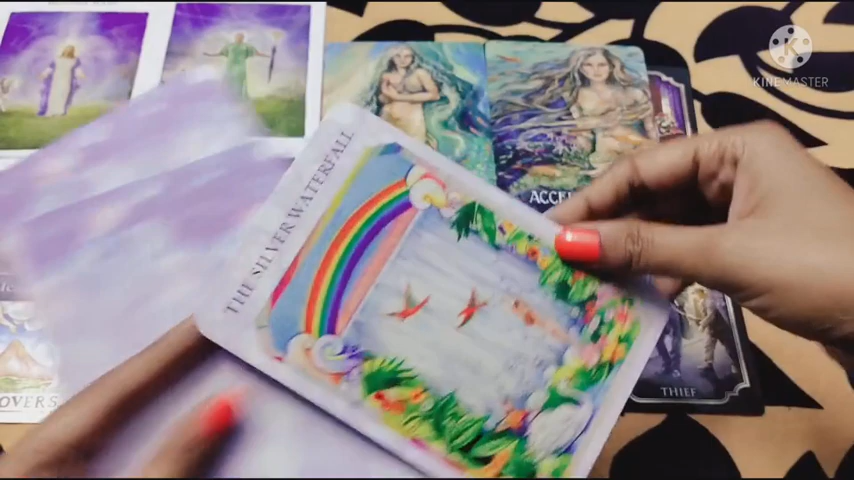 KINEMASTER
ACCE
THE SILVER WATERFALL
OVERS
THIEF